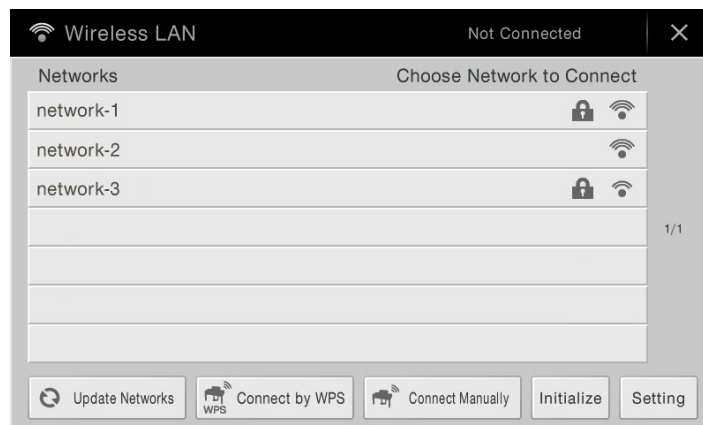 Wireless LAN Not Connected
Networks Choose Network to Connect
network-1
network-2
network-3
1/1
Update Networks WPS Connect by WPS Connect Manually Initialize Setting